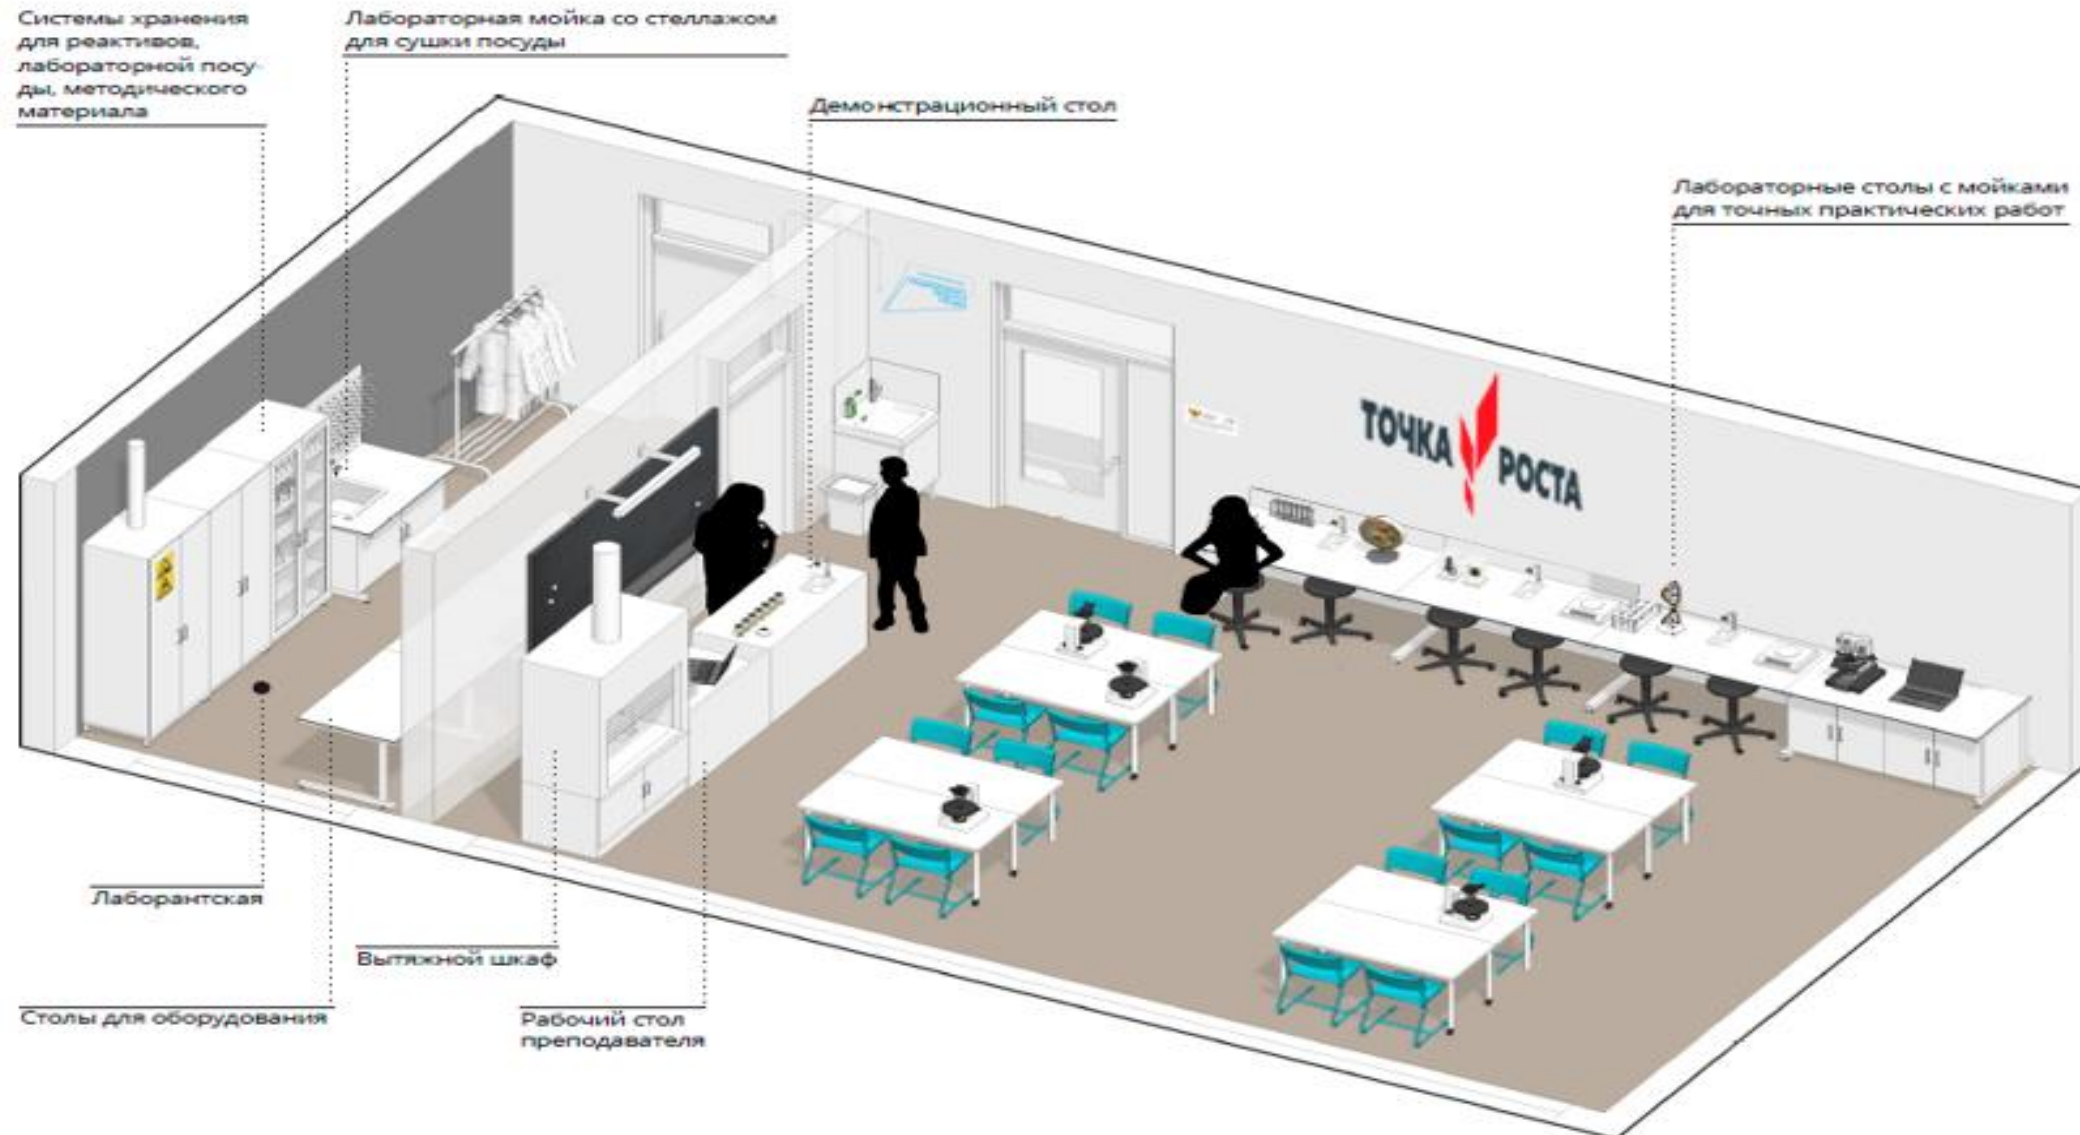 Системы хранения
для реактивов,
лабораторной посу-
ды, методического
материала
Лабораторная мойка со стеллажом
для сушки посуды
Демонстрационный стол
Лабораторные столы с мойками
для точных практических работ
ТОЧКА
РОСТА
Лаборантская
Вытяжной шкаф
Столы для оборудования
Рабочий стол
преподавателя